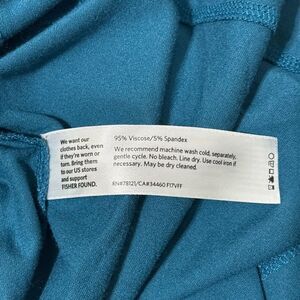 We want our
clothes back, even
if they're worn or
torn. Bring them
to our US stores
and support
FISHER FOUND.
95% Viscose/5% Spandex
We recommend machine wash cold, separately,
gentle cycle. No bleach. Line dry. Use cool iron if
necessary. May be dry cleaned.
RN#78121/CA#34460 F17VFF